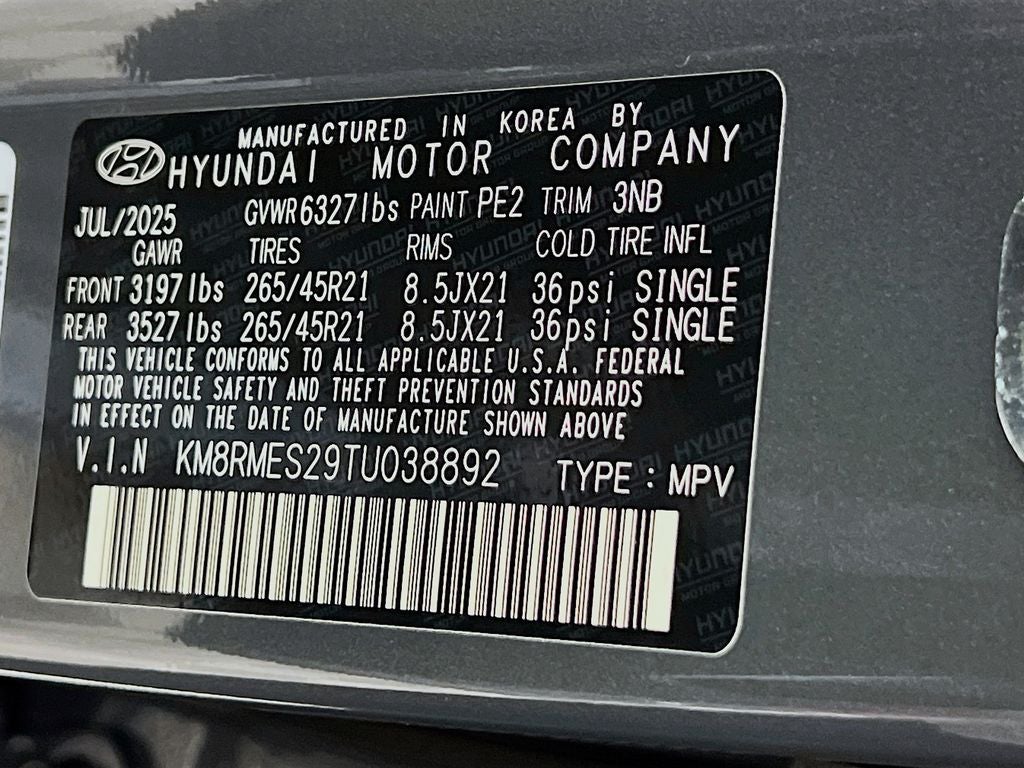 MANUFACTURED IN KOREA BY
HYUNDAI MOTOR COMPANY
JUL/2025 GVWR 6327lbs PAINT PE2 TRIM 3NB
GAWR TIRES RIMS COLD TIRE INFL
FRONT 3197lbs 265/45R21 8.5JX21 36psi SINGLE
REAR 3527lbs 265/45R21 8.5JX21 36psi SINGLE
THIS VEHICLE CONFORMS TO ALL APPLICABLE U.S.A. FEDERAL
MOTOR VEHICLE SAFETY AND THEFT PREVENTION STANDARDS
IN EFFECT ON THE DATE OF MANUFACTURE SHOWN ABOVE
V.I.N KM8RMES29TU038892 TYPE : MPV